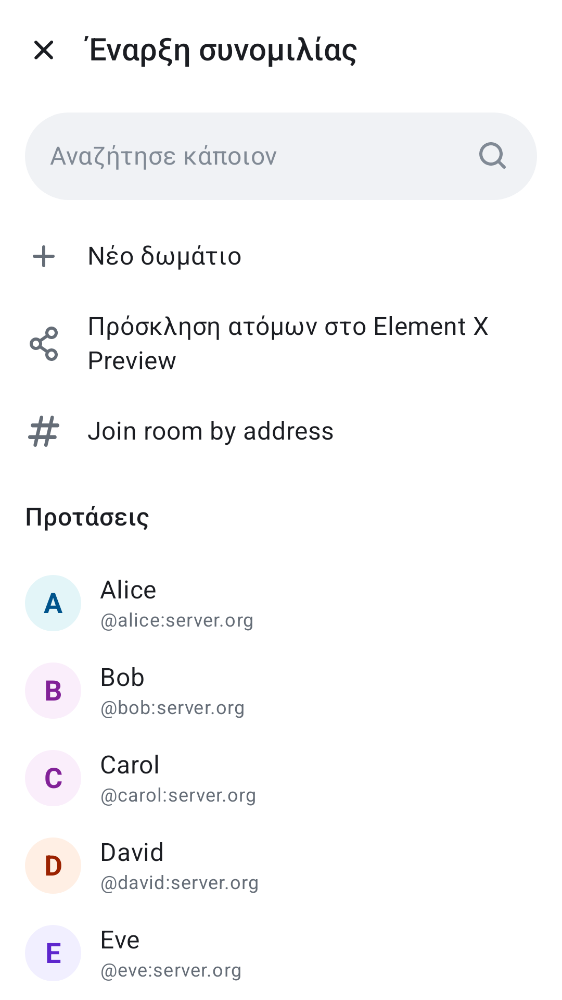 Έναρξη συνομιλίας
Αναζήτησε κάποιον
Νέο δωμάτιο
Πρόσκληση ατόμων στο Element X
Preview
Join room by address
Προτάσεις
A
Alice
@alice:server.org
B
Bob
@bob:server.org
C
Carol
@carol:server.org
D
David
@david:server.org
E
Eve
@eve:server.org